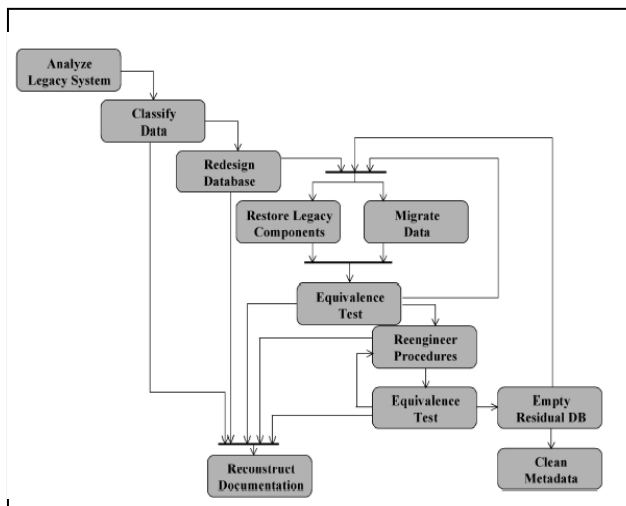 Analyze
Legacy System
Classify
Data
Redesign
Database
Restore Legacy
Components
Migrate
Data
Equivalence
Test
Reengineer
Procedures
Equivalence
Test
Empty
Residual DB
Reconstruct
Documentation
Clean
Metadata